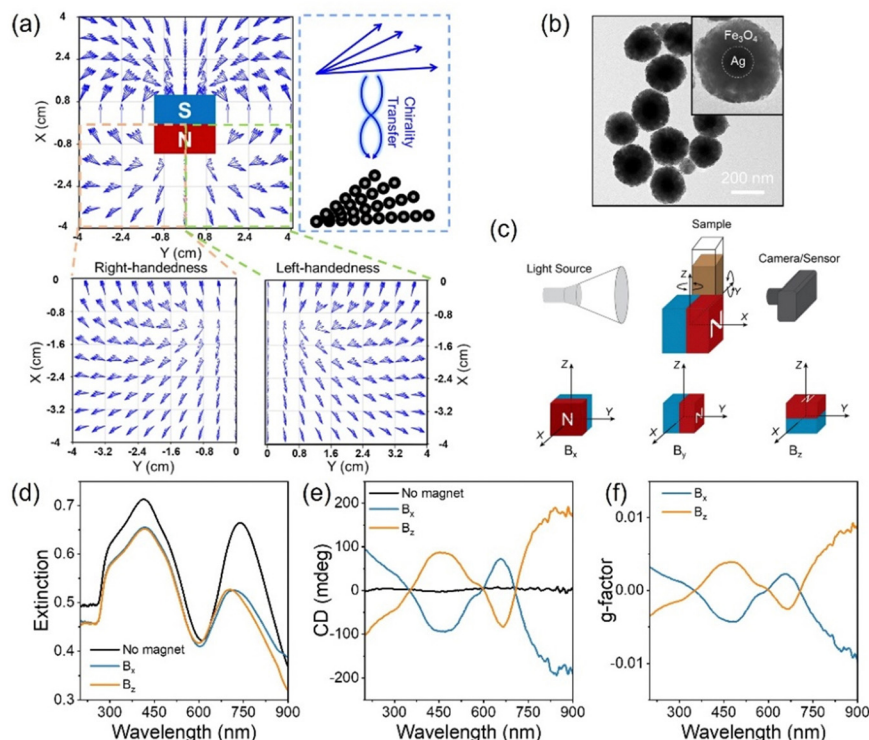 (a)
4
2.4
0.8
-0.8
-2.4
-4
X (cm)
S
N
-4 -2.4 -0.8 0.8 2.4 4
Y (cm)
Chirality
Transfer
Right-handedness
Left-handedness
0
-0.8
-1.6
-2.4
-3.2
-4
X (cm)
-4 -3.2 -2.4 -1.6 -0.8 0
Y (cm)
0
-0.8
-1.6
-2.4
-3.2
-4
X (cm)
0 0.8 1.6 2.4 3.2 4
Y (cm)
(b)
Fe₃O₄
Ag
200 nm
(c)
Sample
Light Source
Camera/Sensor
Z
Y
X
N
Z
N
Y
X
Bₓ
Z
N
Y
X
Bᵧ
Z
N
Y
X
B_z
(d)
0.7
0.6
0.5
0.4
0.3
Extinction
No magnet
Bₓ
B_z
300 450 600 750 900
Wavelength (nm)
(e)
200
100
0
-100
-200
CD (mdeg)
No magnet
Bₓ
B_z
300 450 600 750 900
Wavelength (nm)
(f)
0.01
0.00
-0.01
g-factor
Bₓ
B_z
300 450 600 750 900
Wavelength (nm)